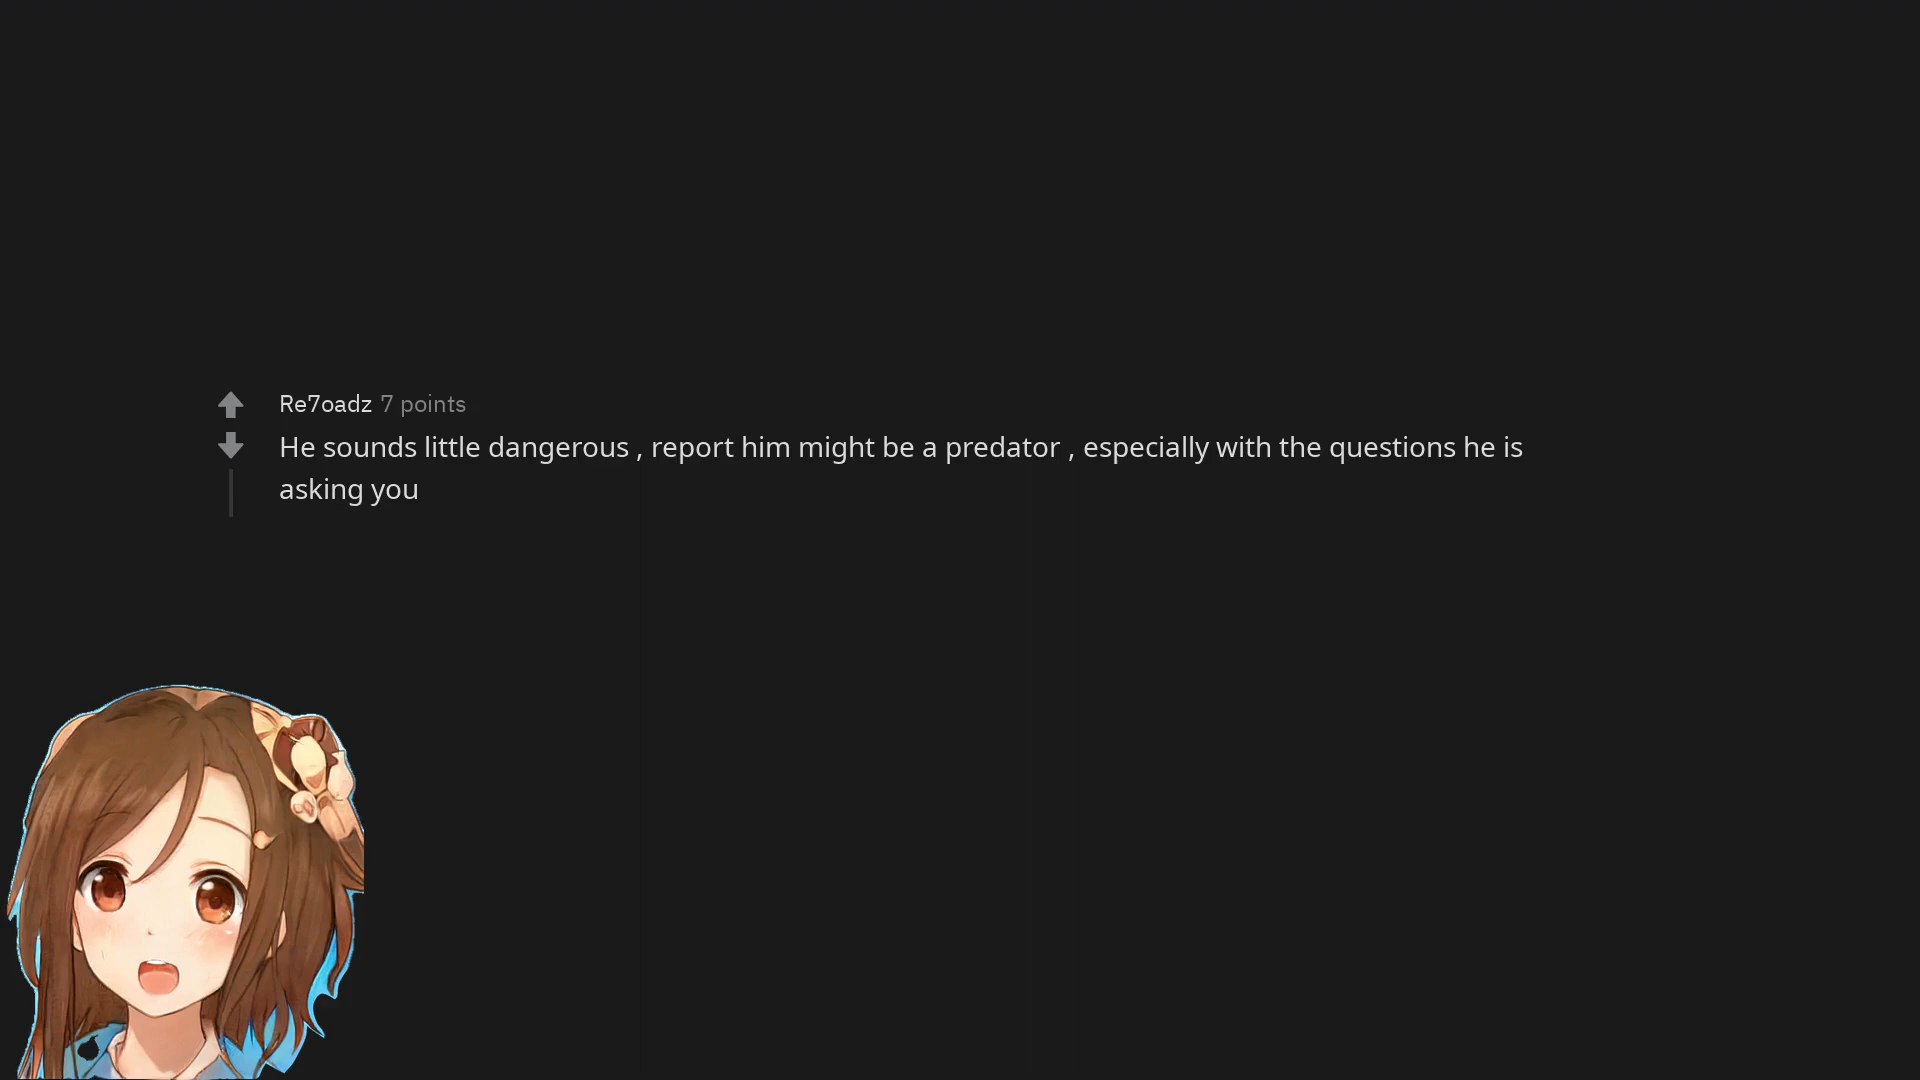 Re7oadz 7 points
He sounds little dangerous , report him might be a predator , especially with the questions he is
asking you